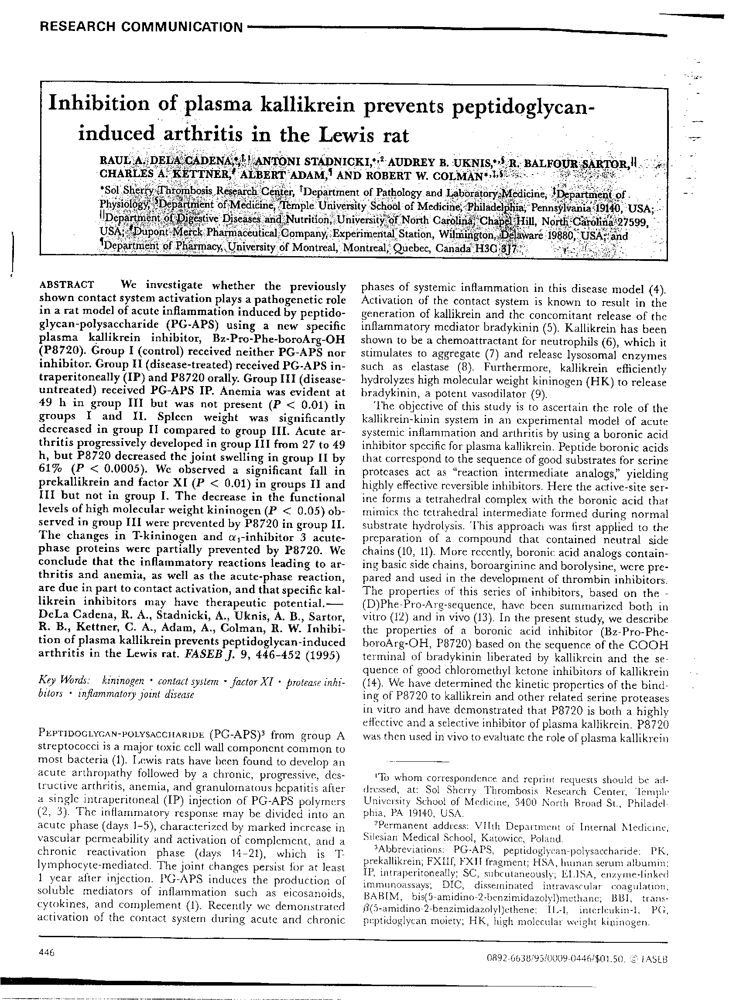 RESEARCH COMMUNICATION
Inhibition of plasma kallikrein prevents peptidoglycan-
induced arthritis in the Lewis rat
RAUL A. DELA CADENA,*,†,1 ANTONI STADNICKI,*,2 AUDREY B. UKNIS,*,§ R. BALFOUR SARTOR,||
CHARLES A. KETTNER,# ALBERT ADAM,¶ AND ROBERT W. COLMAN*,‡,§
*Sol Sherry Thrombosis Research Center, †Department of Pathology and Laboratory Medicine, ‡Department of
Physiology, §Department of Medicine, Temple University School of Medicine, Philadelphia, Pennsylvania 19140, USA;
||Department of Digestive Diseases and Nutrition, University of North Carolina, Chapel Hill, North Carolina 27599,
USA; #Dupont Merck Pharmaceutical Company, Experimental Station, Wilmington, Delaware 19880, USA; and
¶Department of Pharmacy, University of Montreal, Montreal, Quebec, Canada H3G 3J7
ABSTRACT We investigate whether the previously
shown contact system activation plays a pathogenetic role
in a rat model of acute inflammation induced by peptido-
glycan-polysaccharide (PG-APS) using a new specific
plasma kallikrein inhibitor, Bz-Pro-Phe-boroArg-OH
(P8720). Group I (control) received neither PG-APS nor
inhibitor. Group II (disease-treated) received PG-APS in-
traperitoneally (IP) and P8720 orally. Group III (disease-
untreated) received PG-APS IP. Anemia was evident at
49 h in group III but was not present (P < 0.01) in
groups I and II. Spleen weight was significantly
decreased in group II compared to group III. Acute ar-
thritis progressively developed in group III from 27 to 49
h, but P8720 decreased the joint swelling in group II by
61% (P < 0.0005). We observed a significant fall in
prekallikrein and factor XI (P < 0.01) in groups II and
III but not in group I. The decrease in the functional
levels of high molecular weight kininogen (P < 0.05) ob-
served in group III were prevented by P8720 in group II.
The changes in T-kininogen and α1-inhibitor 3 acute-
phase proteins were partially prevented by P8720. We
conclude that the inflammatory reactions leading to ar-
thritis and anemia, as well as the acute-phase reaction,
are due in part to contact activation, and that specific kal-
likrein inhibitors may have therapeutic potential.—
DeLa Cadena, R. A., Stadnicki, A., Uknis, A. B., Sartor,
R. B., Kettner, C. A., Adam, A., Colman, R. W. Inhibi-
tion of plasma kallikrein prevents peptidoglycan-induced
arthritis in the Lewis rat. FASEB J. 9, 446–452 (1995)
Key Words: kininogen • contact system • factor XI • protease inhi-
bitors • inflammatory joint disease
PEPTIDOGLYCAN-POLYSACCHARIDE (PG-APS)3 from group A
streptococci is a major toxic cell wall component common to
most bacteria (1). Lewis rats have been found to develop an
acute arthropathy followed by a chronic, progressive, des-
tructive arthritis, anemia, and granulomatous hepatitis after
a single intraperitoneal (IP) injection of PG-APS polymers
(2, 3). The inflammatory response may be divided into an
acute phase (days 1–5), characterized by marked increase in
vascular permeability and activation of complement, and a
chronic reactivation phase (days 14–21), which is T-
lymphocyte-mediated. The joint changes persist for at least
1 year after injection. PG-APS induces the production of
soluble mediators of inflammation such as eicosanoids,
cytokines, and complement (1). Recently we demonstrated
activation of the contact system during acute and chronic
phases of systemic inflammation in this disease model (4).
Activation of the contact system is known to result in the
generation of kallikrein and the concomitant release of the
inflammatory mediator bradykinin (5). Kallikrein has been
shown to be a chemoattractant for neutrophils (6), which it
stimulates to aggregate (7) and release lysosomal enzymes
such as elastase (8). Furthermore, kallikrein efficiently
hydrolyzes high molecular weight kininogen (HK) to release
bradykinin, a potent vasodilator (9).
The objective of this study is to ascertain the role of the
kallikrein-kinin system in an experimental model of acute
systemic inflammation and arthritis by using a boronic acid
inhibitor specific for plasma kallikrein. Peptide boronic acids
that correspond to the sequence of good substrates for serine
proteases act as "reaction intermediate analogs," yielding
highly effective reversible inhibitors. Here the active-site ser-
ine forms a tetrahedral complex with the boronic acid that
mimics the tetrahedral intermediate formed during normal
substrate hydrolysis. This approach was first applied to the
preparation of a compound that contained neutral side
chains (10, 11). More recently, boronic acid analogs contain-
ing basic side chains, boroarginine and borolysine, were pre-
pared and used in the development of thrombin inhibitors.
The properties of this series of inhibitors, based on the -
(D)Phe-Pro-Arg-sequence, have been summarized both in
vitro (12) and in vivo (13). In the present study, we describe
the properties of a boronic acid inhibitor (Bz-Pro-Phe-
boroArg-OH, P8720) based on the sequence of the COOH
terminal of bradykinin liberated by kallikrein and the se-
quence of good chloromethyl ketone inhibitors of kallikrein
(14). We have determined the kinetic properties of the bind-
ing of P8720 to kallikrein and other related serine proteases
in vitro and have demonstrated that P8720 is both a highly
effective and a selective inhibitor of plasma kallikrein. P8720
was then used in vivo to evaluate the role of plasma kallikrein
1To whom correspondence and reprint requests should be ad-
dressed, at: Sol Sherry Thrombosis Research Center, Temple
University School of Medicine, 3400 North Broad St., Philadel-
phia, PA 19140, USA.
2Permanent address: VIIth Department of Internal Medicine,
Silesian Medical School, Katowice, Poland.
3Abbreviations: PG-APS, peptidoglycan-polysaccharide; PK,
prekallikrein; FXIIf, FXII fragment; HSA, human serum albumin;
IP, intraperitoneally; SC, subcutaneously; ELISA, enzyme-linked
immunoassays; DIC, disseminated intravascular coagulation;
BABIM, bis(5-amidino-2-benzimidazolyl)methane; BBI, trans-
β(5-amidino-2-benzimidazolyl)ethene; IL-1, interleukin-1, PG,
peptidoglycan moiety; HK, high molecular weight kininogen.
446
0892-6638/95/0009-0446/$01.50. © FASEB